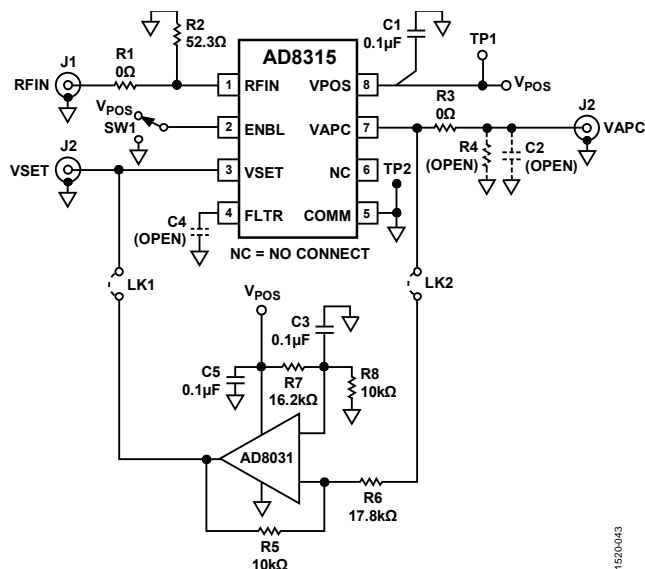 R2
52.3Ω
C1
0.1µF
TP1
J1
R1
0Ω
RFIN
AD8315
1 RFIN
VPOS 8
VPOS
R3
0Ω
J2
VPOS
SW1
2 ENBL
VAPC 7
VAPC
R4
(OPEN)
C2
(OPEN)
J2
VSET
3 VSET
NC 6
TP2
C4
(OPEN)
4 FLTR
COMM 5
NC = NO CONNECT
LK1
LK2
VPOS
C3
0.1µF
C5
0.1µF
R7
16.2kΩ
R8
10kΩ
AD8031
R6
17.8kΩ
R5
10kΩ
1520-043